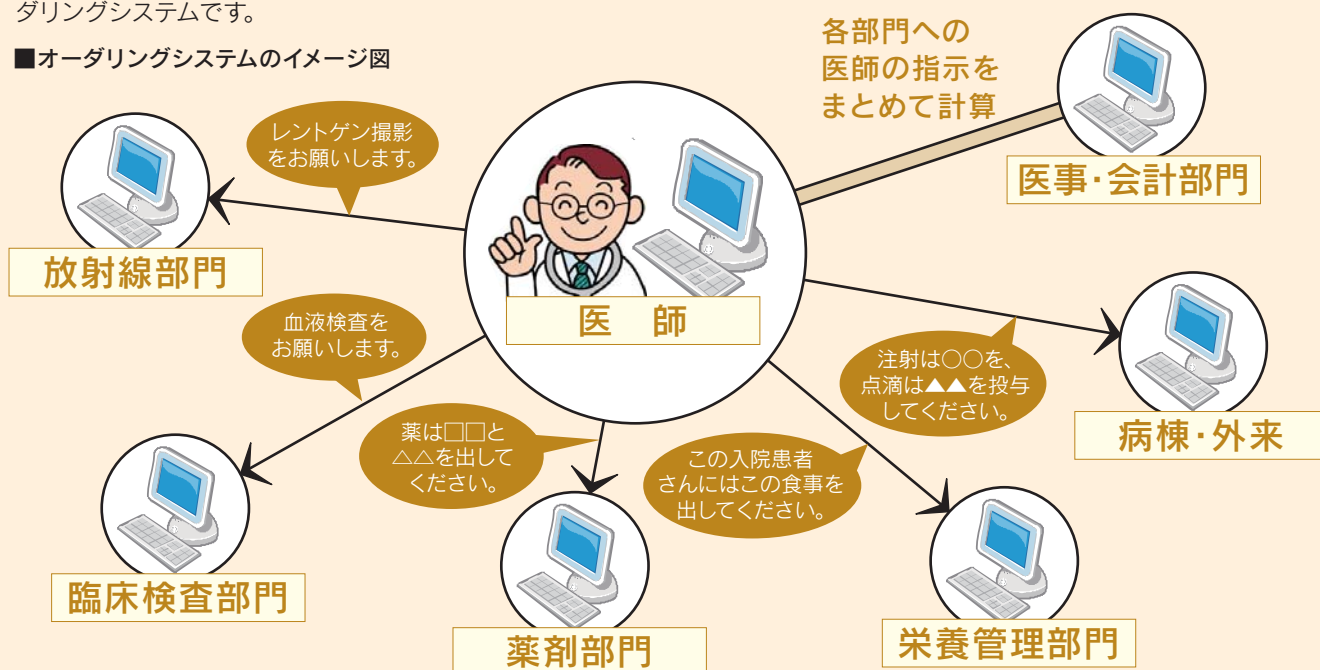 ダリングシステムです。
■オーダリングシステムのイメージ図
各部門への
医師の指示を
まとめて計算
医事・会計部門
レントゲン撮影
をお願いします。
放射線部門
医 師
血液検査を
お願いします。
臨床検査部門
薬は□□と
△△を出して
ください。
薬剤部門
この入院患者
さんにはこの食事を
出してください。
栄養管理部門
注射は○○を、
点滴は▲▲を投与
してください。
病棟・外来